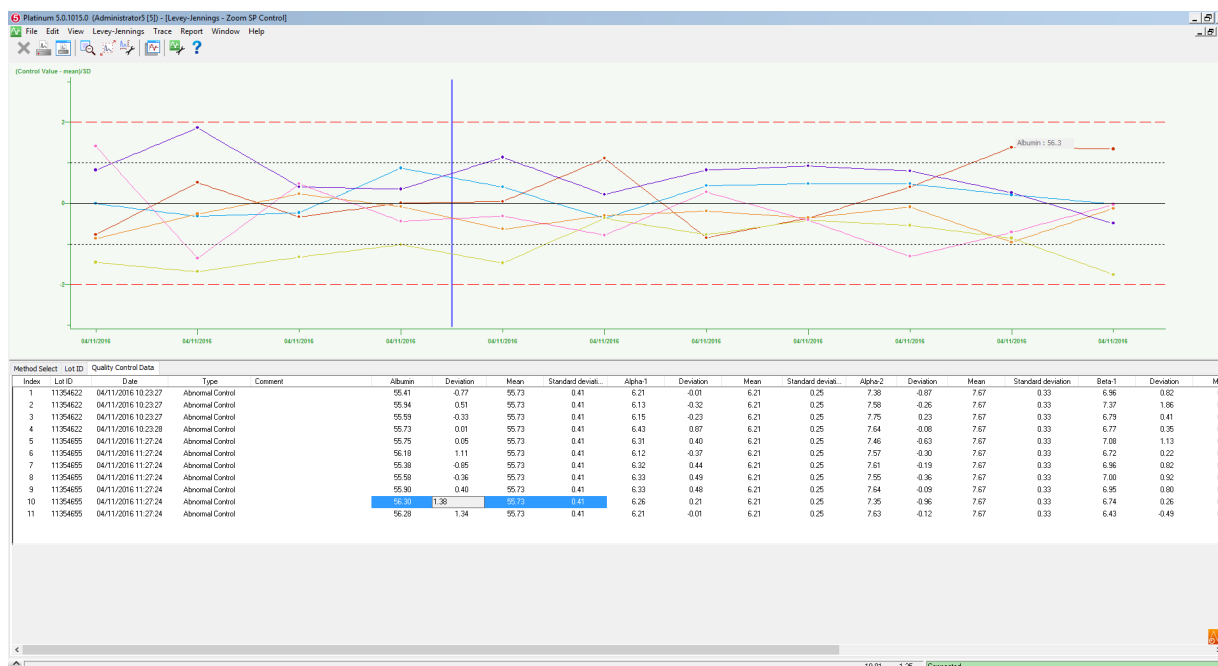 Platinum 5.0.1015.0 (Administrator5 [5]) - [Levey-Jennings - Zoom SP Control]
File Edit View Levey-Jennings Trace Report Window Help
(Control Value - mean)/SD
2
Albumin : 56.3
1
0
-1
-2
04/11/2016 04/11/2016 04/11/2016 04/11/2016 04/11/2016 04/11/2016 04/11/2016 04/11/2016 04/11/2016 04/11/2016 04/11/2016
Method Select Lot ID Quality Control Data
Index Lot ID Date Type Comment Albumin Deviation Mean Standard deviati... Alpha-1 Deviation Mean Standard deviati... Alpha-2 Deviation Mean Standard deviation Beta-1 Deviation M
1 11354622 04/11/2016 10:23:27 Abnormal Control 55.41 -0.77 55.73 0.41 6.21 -0.01 6.21 0.25 7.38 -0.87 7.67 0.33 6.96 0.82
2 11354622 04/11/2016 10:23:27 Abnormal Control 55.94 0.51 55.73 0.41 6.13 -0.32 6.21 0.25 7.58 -0.26 7.67 0.33 7.37 1.86
3 11354622 04/11/2016 10:23:27 Abnormal Control 55.59 -0.33 55.73 0.41 6.15 -0.23 6.21 0.25 7.75 0.23 7.67 0.33 6.79 0.41
4 11354622 04/11/2016 10:23:28 Abnormal Control 55.73 0.01 55.73 0.41 6.43 0.87 6.21 0.25 7.64 -0.08 7.67 0.33 6.77 0.35
5 11354655 04/11/2016 11:27:24 Abnormal Control 55.75 0.05 55.73 0.41 6.31 0.40 6.21 0.25 7.46 -0.63 7.67 0.33 7.08 1.13
6 11354655 04/11/2016 11:27:24 Abnormal Control 56.18 1.11 55.73 0.41 6.12 -0.37 6.21 0.25 7.57 -0.30 7.67 0.33 6.72 0.22
7 11354655 04/11/2016 11:27:24 Abnormal Control 55.38 -0.85 55.73 0.41 6.32 0.44 6.21 0.25 7.61 -0.19 7.67 0.33 6.96 0.82
8 11354655 04/11/2016 11:27:24 Abnormal Control 55.58 -0.36 55.73 0.41 6.33 0.49 6.21 0.25 7.55 -0.36 7.67 0.33 7.00 0.92
9 11354655 04/11/2016 11:27:24 Abnormal Control 55.90 0.40 55.73 0.41 6.33 0.48 6.21 0.25 7.64 -0.09 7.67 0.33 6.95 0.80
10 11354655 04/11/2016 11:27:24 Abnormal Control 56.30 1.38 55.73 0.41 6.26 0.21 6.21 0.25 7.35 -0.96 7.67 0.33 6.74 0.26
11 11354655 04/11/2016 11:27:24 Abnormal Control 56.28 1.34 55.73 0.41 6.21 -0.01 6.21 0.25 7.63 -0.12 7.67 0.33 6.43 -0.49